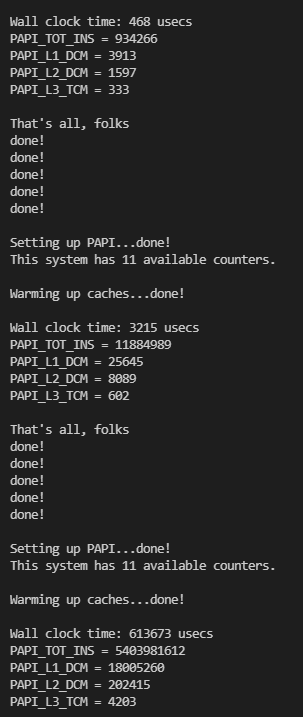 Wall clock time: 468 usecs
PAPI_TOT_INS = 934266
PAPI_L1_DCM = 3913
PAPI_L2_DCM = 1597
PAPI_L3_TCM = 333
That's all, folks
done!
done!
done!
done!
done!
Setting up PAPI...done!
This system has 11 available counters.
Warming up caches...done!
Wall clock time: 3215 usecs
PAPI_TOT_INS = 11884989
PAPI_L1_DCM = 25645
PAPI_L2_DCM = 8089
PAPI_L3_TCM = 602
That's all, folks
done!
done!
done!
done!
done!
Setting up PAPI...done!
This system has 11 available counters.
Warming up caches...done!
Wall clock time: 613673 usecs
PAPI_TOT_INS = 5403981612
PAPI_L1_DCM = 18005260
PAPI_L2_DCM = 202415
PAPI_L3_TCM = 4203